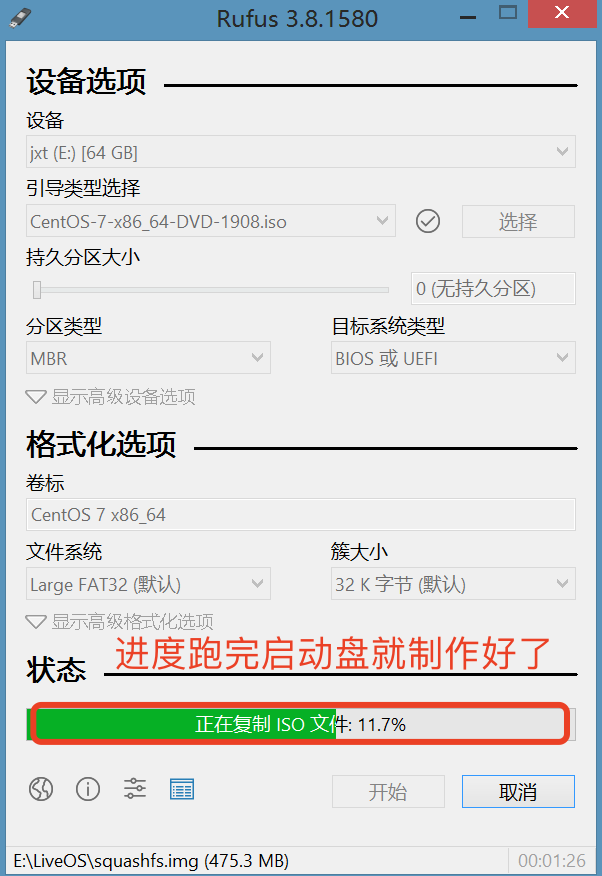 Rufus 3.8.1580
设备选项
设备
jxt (E:) [64 GB]
引导类型选择
CentOS-7-x86_64-DVD-1908.iso
选择
持久分区大小
0 (无持久分区)
分区类型
目标系统类型
MBR
BIOS 或 UEFI
显示高级设备选项
格式化选项
卷标
CentOS 7 x86_64
文件系统
簇大小
Large FAT32 (默认)
32 K 字节 (默认)
显示高级格式化选项
进度跑完启动盘就制作好了
状态
正在复制 ISO 文件: 11.7%
开始
取消
E:\LiveOS\squashfs.img (475.3 MB)
00:01:26